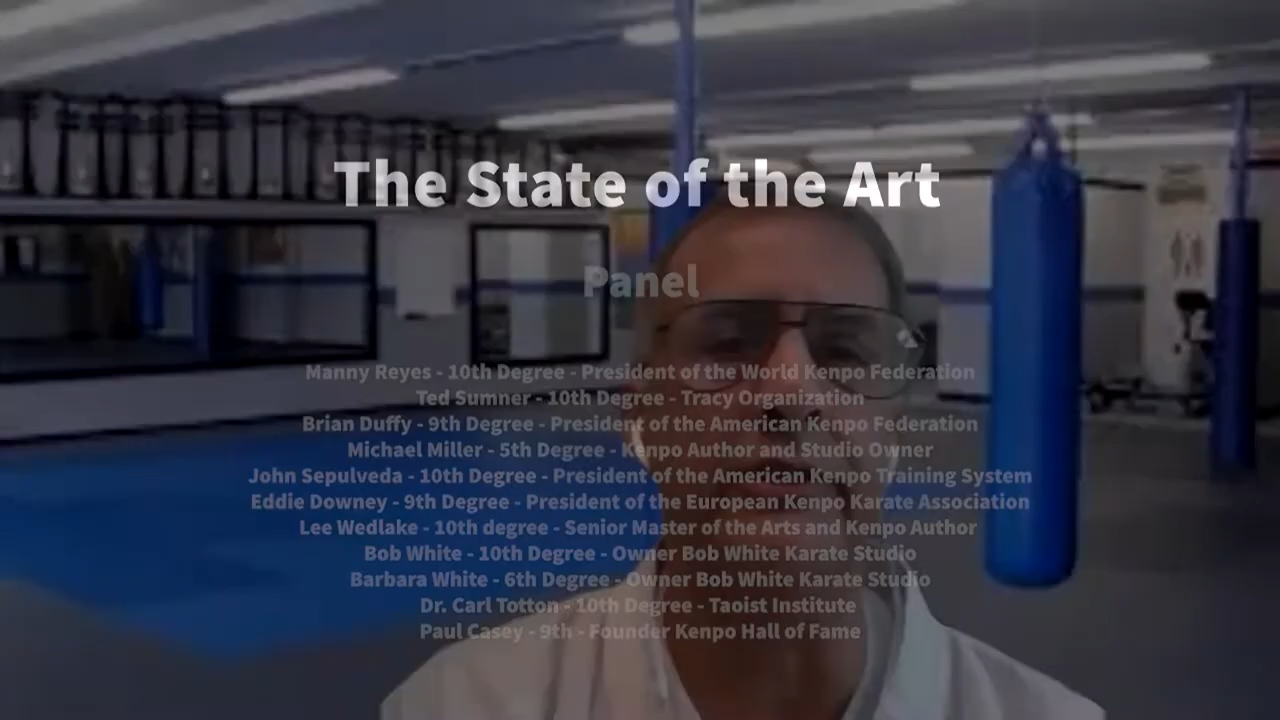 The State of the Art
Panel
Manny Reyes - 10th Degree - President of the World Kenpo Federation
Ted Sumner - 10th Degree - Tracy Organization
Brian Duffy - 9th Degree - President of the American Kenpo Federation
Michael Miller - 5th Degree - Kenpo Author and Studio Owner
John Sepulveda - 10th Degree - President of the American Kenpo Training System
Eddie Downey - 9th Degree - President of the European Kenpo Karate Association
Lee Wedlake - 10th degree - Senior Master of the Arts and Kenpo Author
Bob White - 10th Degree - Owner Bob White Karate Studio
Barbara White - 6th Degree - Owner Bob White Karate Studio
Dr. Carl Totton - 10th Degree - Taoist Institute
Paul Casey - 9th - Founder Kenpo Hall of Fame